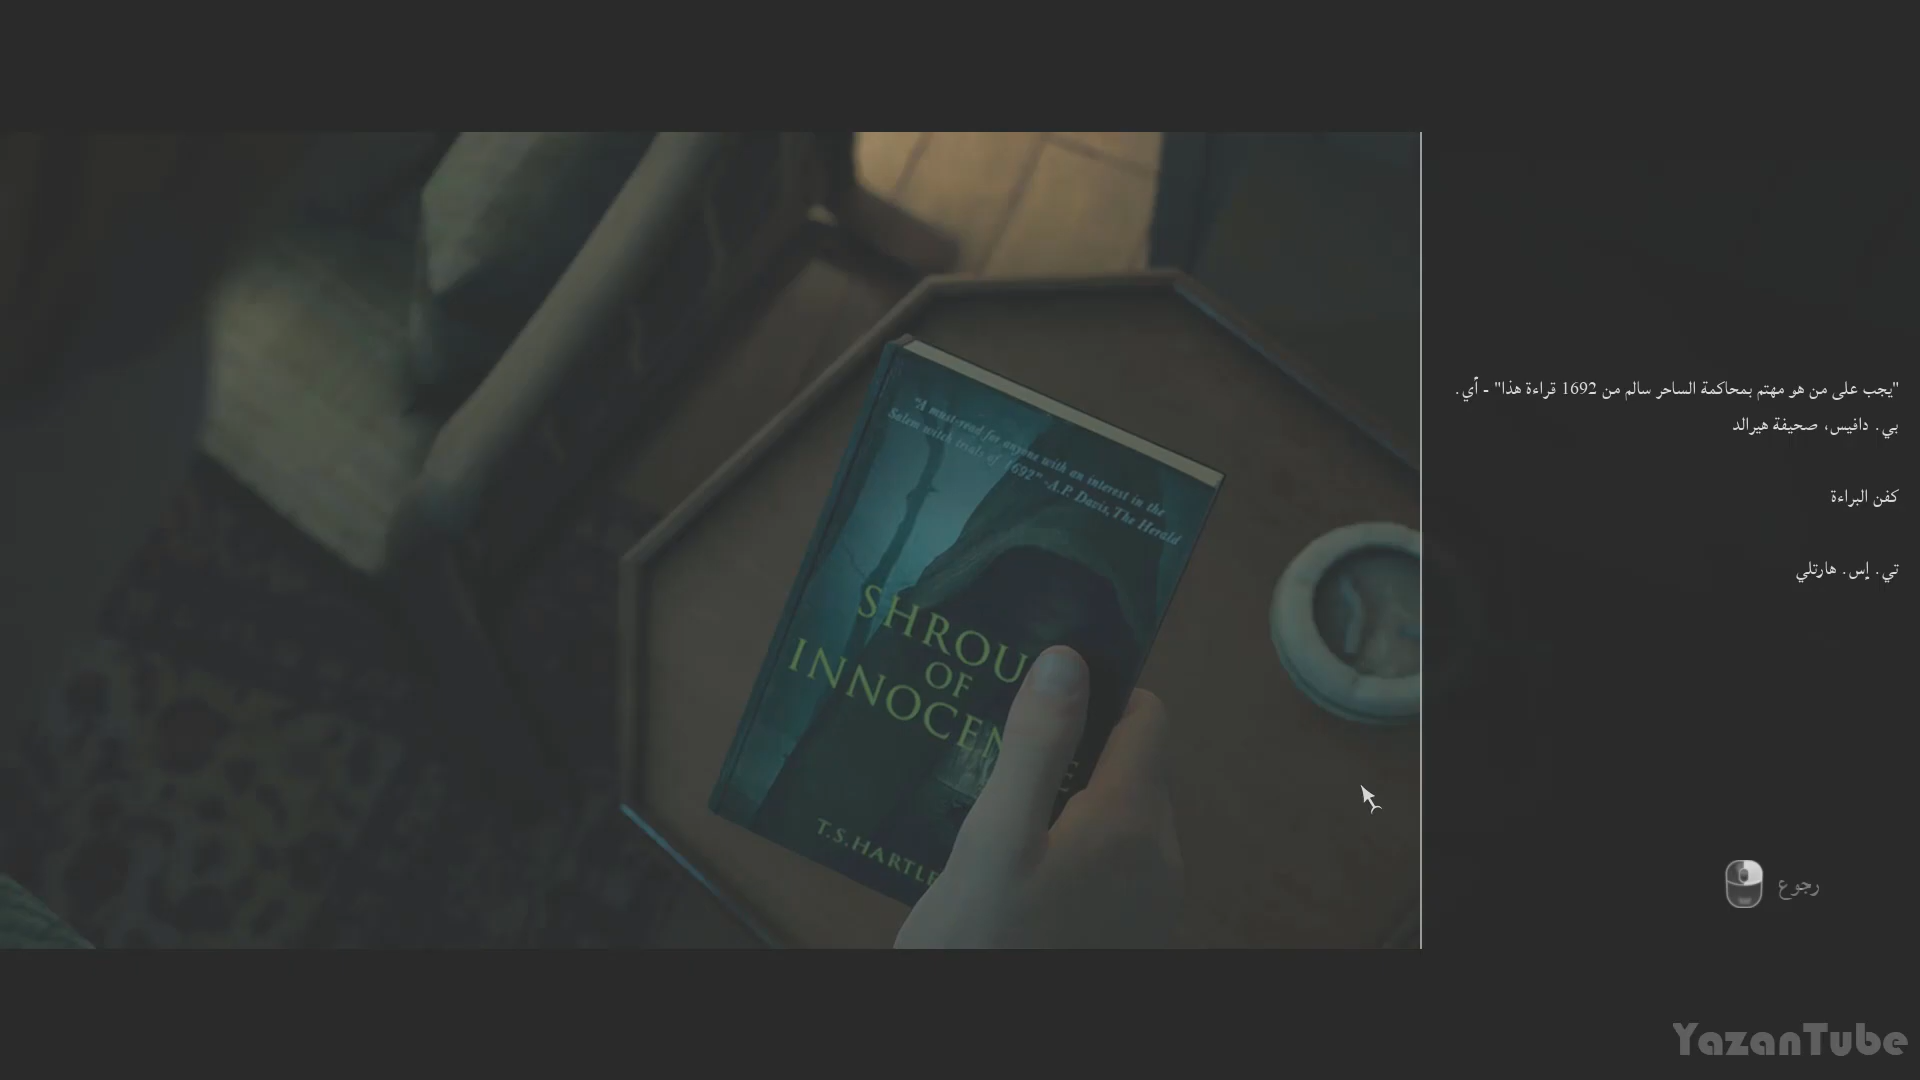 "A must-read for anyone with an interest in the
Salem witch trials of 1692" -A.P. Davis, The Herald
SHROU
OF
INNOCEN E
T.S.HARTLE
"يجب على من هو مهتم بمحاكمة الساحر سالم من 1692 قراءة هذا" - أي.
بي. دافيس، صحيفة هيرالد
كفن البراءة
تي. إس. هارتلي
رجوع
YazanTube